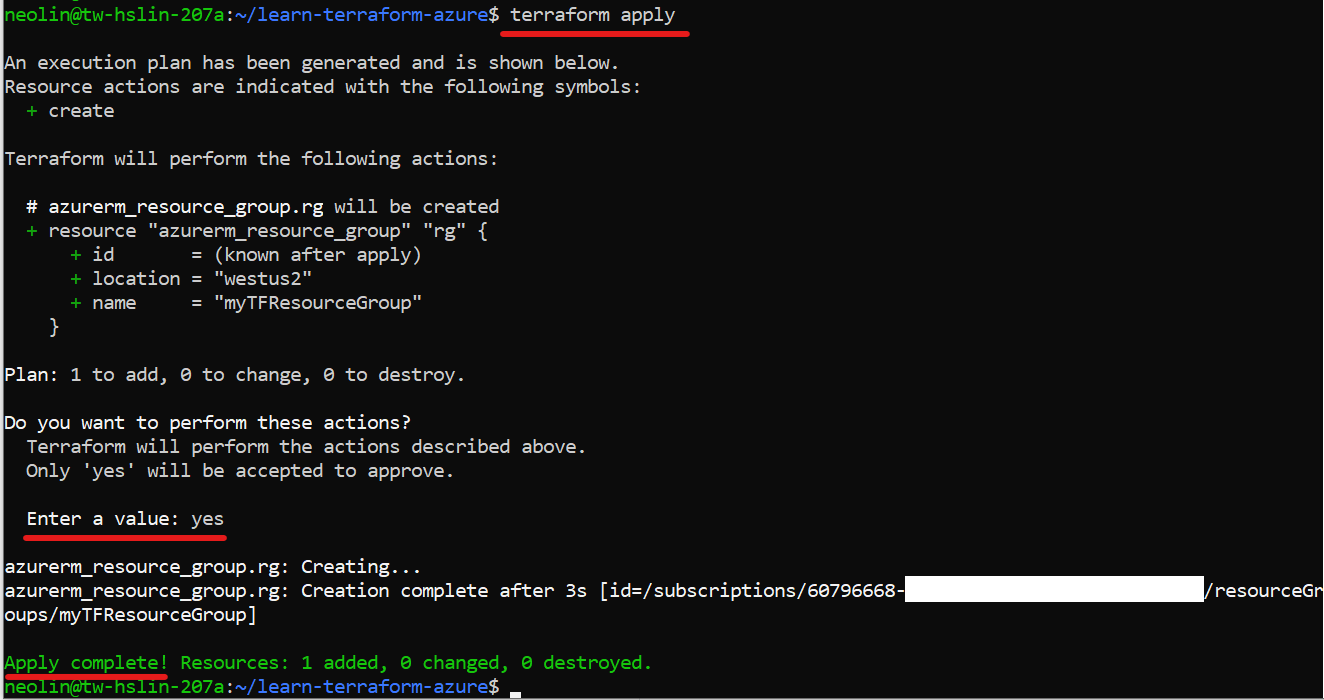 neolin@tw-hslin-207a:~/learn-terraform-azure$ terraform apply
An execution plan has been generated and is shown below.
Resource actions are indicated with the following symbols:
  + create
Terraform will perform the following actions:
  # azurerm_resource_group.rg will be created
  + resource "azurerm_resource_group" "rg" {
      + id       = (known after apply)
      + location = "westus2"
      + name     = "myTFResourceGroup"
    }
Plan: 1 to add, 0 to change, 0 to destroy.
Do you want to perform these actions?
  Terraform will perform the actions described above.
  Only 'yes' will be accepted to approve.
  Enter a value: yes
azurerm_resource_group.rg: Creating...
azurerm_resource_group.rg: Creation complete after 3s [id=/subscriptions/60796668-/resourceGr
oups/myTFResourceGroup]
Apply complete! Resources: 1 added, 0 changed, 0 destroyed.
neolin@tw-hslin-207a:~/learn-terraform-azure$